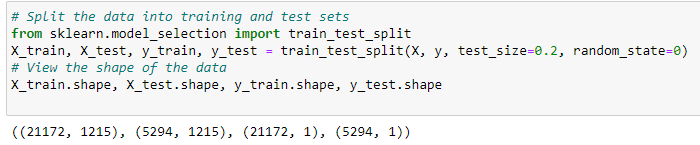 # Split the data into training and test sets
from sklearn.model_selection import train_test_split
X_train, X_test, y_train, y_test = train_test_split(X, y, test_size=0.2, random_state=0)
# View the shape of the data
X_train.shape, X_test.shape, y_train.shape, y_test.shape
((21172, 1215), (5294, 1215), (21172, 1), (5294, 1))